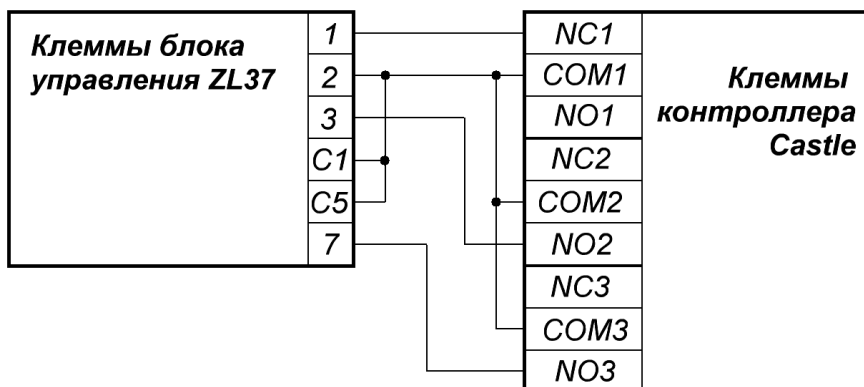 Клеммы блока
управления ZL37
1
2
3
C1
C5
7
NC1
COM1
NO1
NC2
COM2
NO2
NC3
COM3
NO3
Клеммы
контроллера
Castle